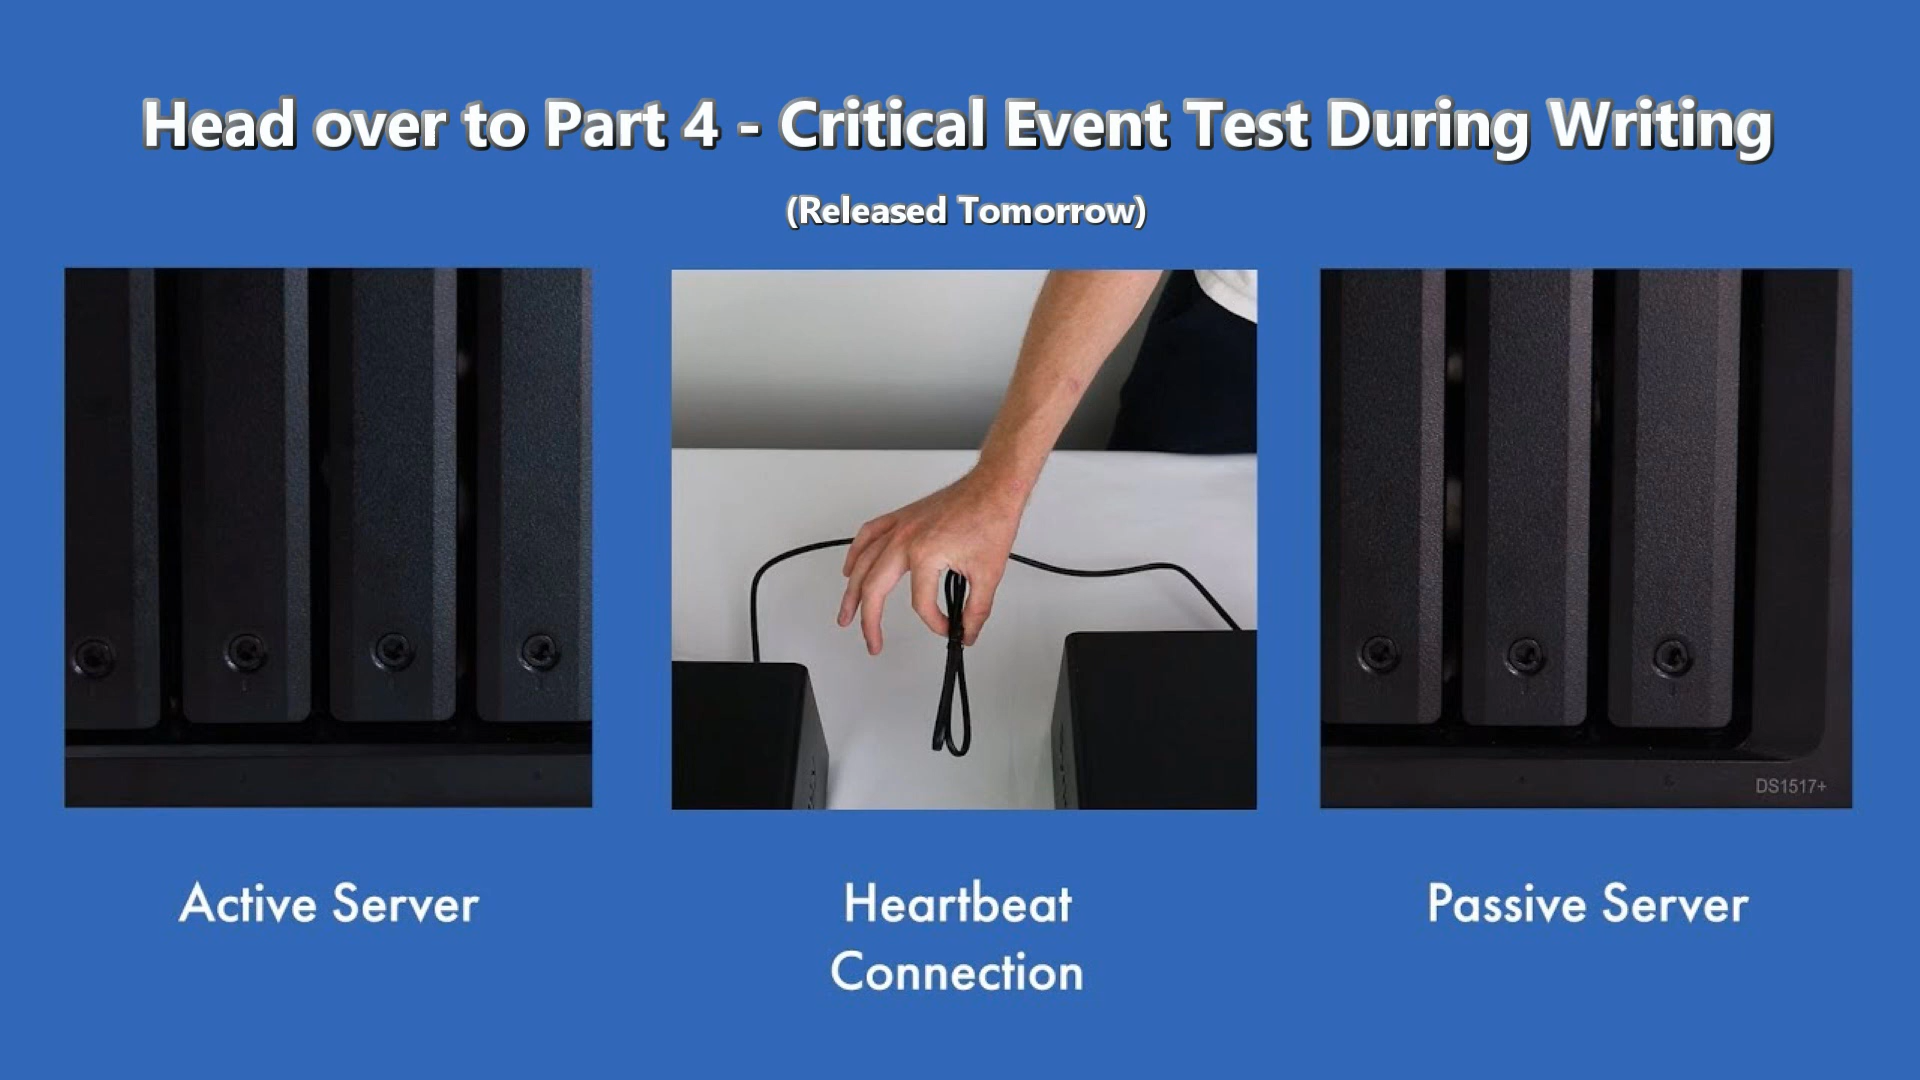 Head over to Part 4 - Critical Event Test During Writing
(Released Tomorrow)
DS1517+
Active Server
Heartbeat
Connection
Passive Server